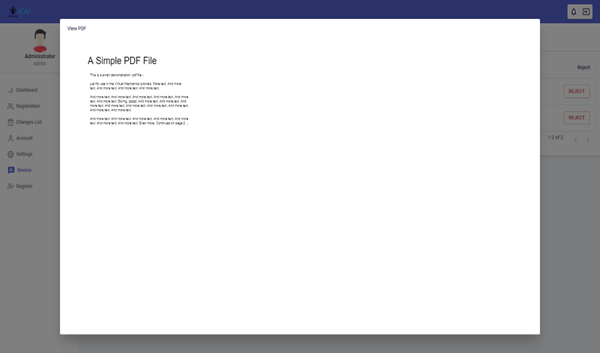 View PDF
Administrator
admin
Dashboard
Registration
Changes List
Account
Settings
Review
Register
A Simple PDF File
This is a small demonstration .pdf file -
just for use in the Virtual Mechanics tutorials. More text. And more
text. And more text. And more text. And more text.
And more text. And more text. And more text. And more text. And more
text. And more text. Boring, zzzzz. And more text. And more text. And
more text. And more text. And more text. And more text. And more text.
And more text. And more text.
And more text. And more text. And more text. And more text. And more
text. And more text. And more text. Even more. Continued on page 2 ...
Reject
REJECT
REJECT
1-2 of 2